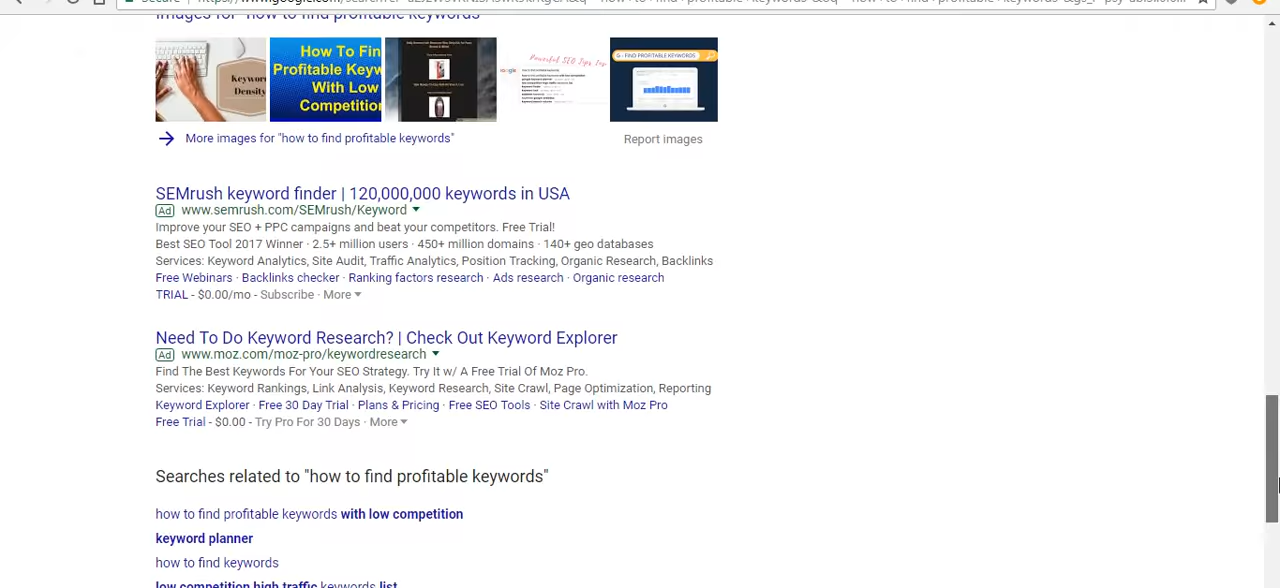 Images for "how to find profitable keywords"
Keyword
Density
How To Fin
Profitable Keyw
With Low
Competition
Powerful SEO Tips
FIND PROFITABLE KEYWORDS
More images for "how to find profitable keywords"
Report images
SEMrush keyword finder | 120,000,000 keywords in USA
Ad www.semrush.com/SEMrush/Keyword
Improve your SEO + PPC campaigns and beat your competitors. Free Trial!
Best SEO Tool 2017 Winner · 2.5+ million users · 450+ million domains · 140+ geo databases
Services: Keyword Analytics, Site Audit, Traffic Analytics, Position Tracking, Organic Research, Backlinks
Free Webinars · Backlinks checker · Ranking factors research · Ads research · Organic research
TRIAL - $0.00/mo - Subscribe · More
Need To Do Keyword Research? | Check Out Keyword Explorer
Ad www.moz.com/moz-pro/keywordresearch
Find The Best Keywords For Your SEO Strategy. Try It w/ A Free Trial Of Moz Pro.
Services: Keyword Rankings, Link Analysis, Keyword Research, Site Crawl, Page Optimization, Reporting
Keyword Explorer · Free 30 Day Trial · Plans & Pricing · Free SEO Tools · Site Crawl with Moz Pro
Free Trial - $0.00 - Try Pro For 30 Days · More
Searches related to "how to find profitable keywords"
how to find profitable keywords with low competition
keyword planner
how to find keywords
low competition high traffic keywords list